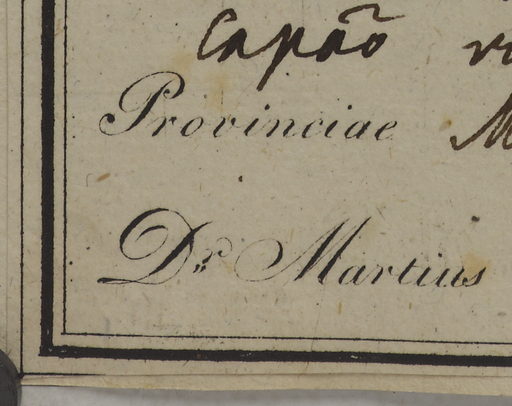 Capão
Provinciae M
Dr. Martius